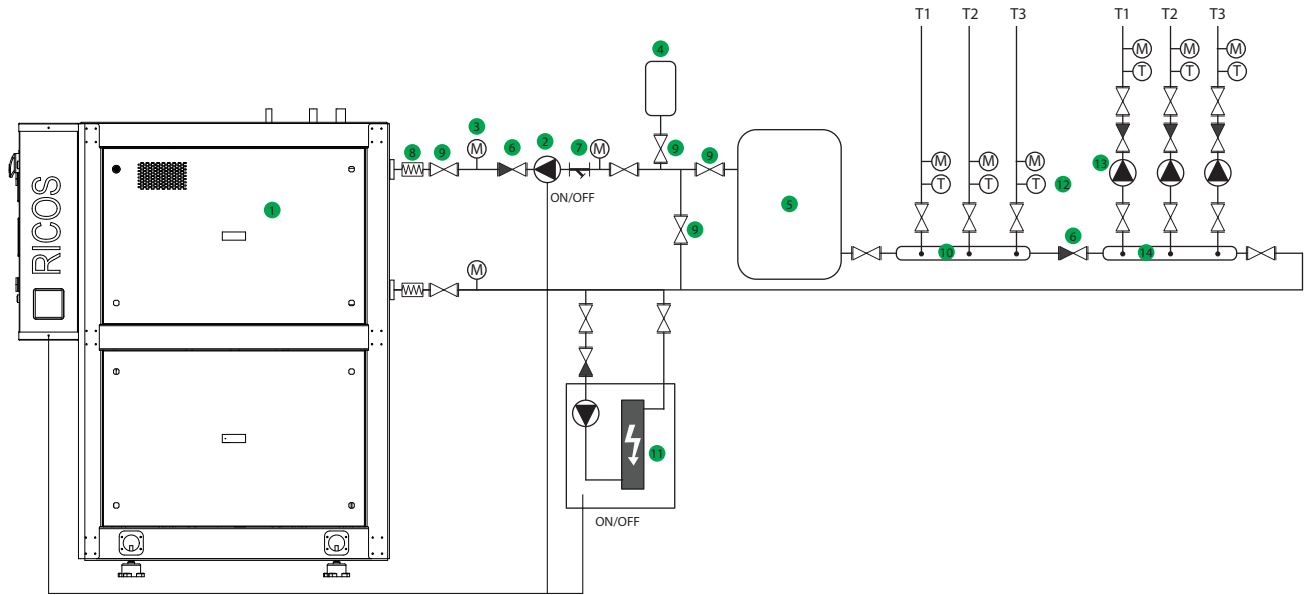 T1 T2 T3 T1 T2 T3
4
M M M
T T T
3 2 7
8 9 M 6 M 9 9
M M M
T T T
13
12
ON/OFF
RICOS
1
5
9
6
10 14
M
11
ON/OFF